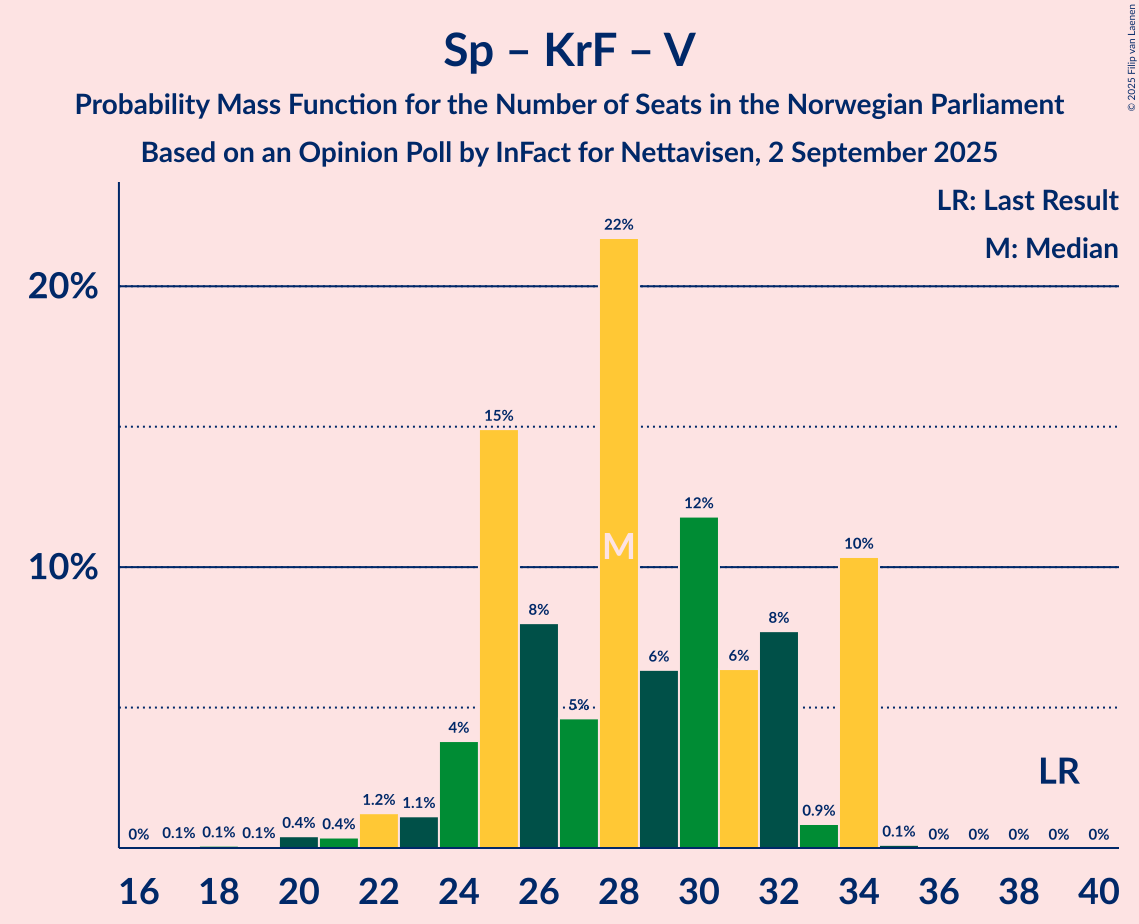 Sp – KrF – V
Probability Mass Function for the Number of Seats in the Norwegian Parliament
Based on an Opinion Poll by InFact for Nettavisen, 2 September 2025
© 2025 Filip van Laenen
LR: Last Result
M: Median
20%
10%
0% 0.1% 0.1% 0.1% 0.4% 0.4% 1.2% 1.1% 4% 15% 8% 5% 22% 6% 12% 6% 8% 0.9% 10% 0.1% 0% 0% 0% 0% 0%
M
LR
16 18 20 22 24 26 28 30 32 34 36 38 40